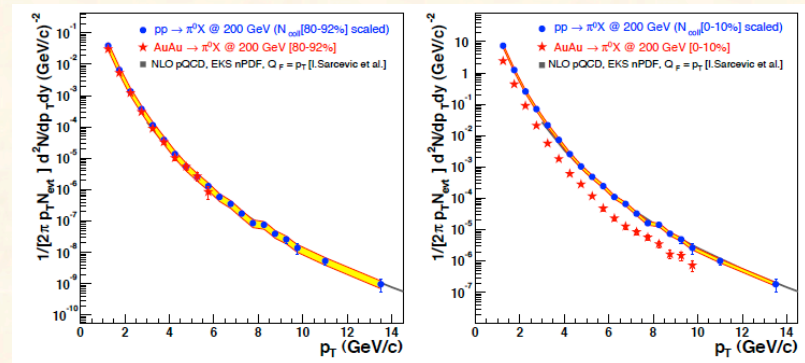 pp → π⁰X @ 200 GeV (N_coll[80-92%] scaled)
AuAu → π⁰X @ 200 GeV [80-92%]
NLO pQCD, EKS nPDF, Q_F = p_T [I.Sarcevic et al.]
1/[2π p_T N_evt] d²N/dp_T dy (GeV/c)⁻²
10⁻¹
10⁻²
10⁻³
10⁻⁴
10⁻⁵
10⁻⁶
10⁻⁷
10⁻⁸
10⁻⁹
10⁻¹⁰
0 2 4 6 8 10 12 14
p_T (GeV/c)
pp → π⁰X @ 200 GeV (N_coll[0-10%] scaled)
AuAu → π⁰X @ 200 GeV [0-10%]
NLO pQCD, EKS nPDF, Q_F = p_T [I.Sarcevic et al.]
1/[2π p_T N_evt] d²N/dp_T dy (GeV/c)⁻²
10
1
10⁻¹
10⁻²
10⁻³
10⁻⁴
10⁻⁵
10⁻⁶
10⁻⁷
0 2 4 6 8 10 12 14
p_T (GeV/c)